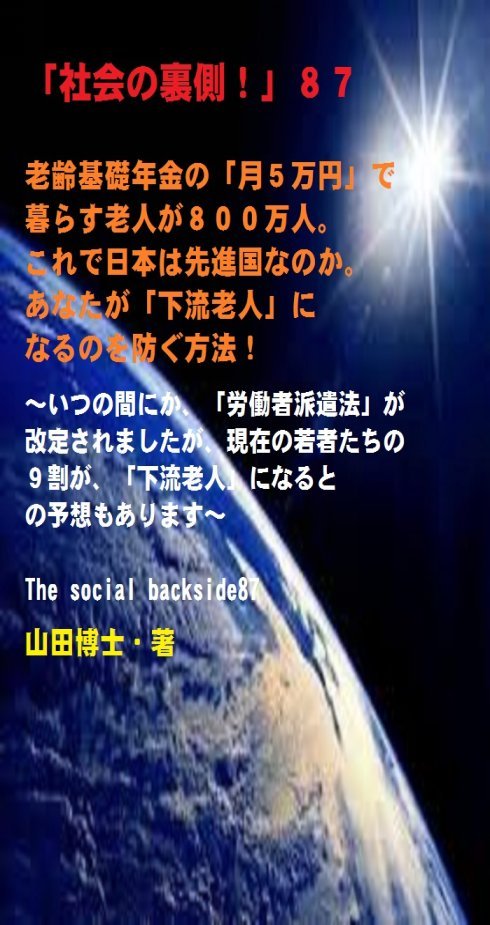 「社会の裏側！」８７
老齢基礎年金の「月５万円」で
暮らす老人が８００万人。
これで日本は先進国なのか。
あなたが「下流老人」に
なるのを防ぐ方法！
～いつの間にか、「労働者派遣法」が
改定されましたが、現在の若者たちの
９割が、「下流老人」になると
の予想もあります～
The social backside87
山田博士・著